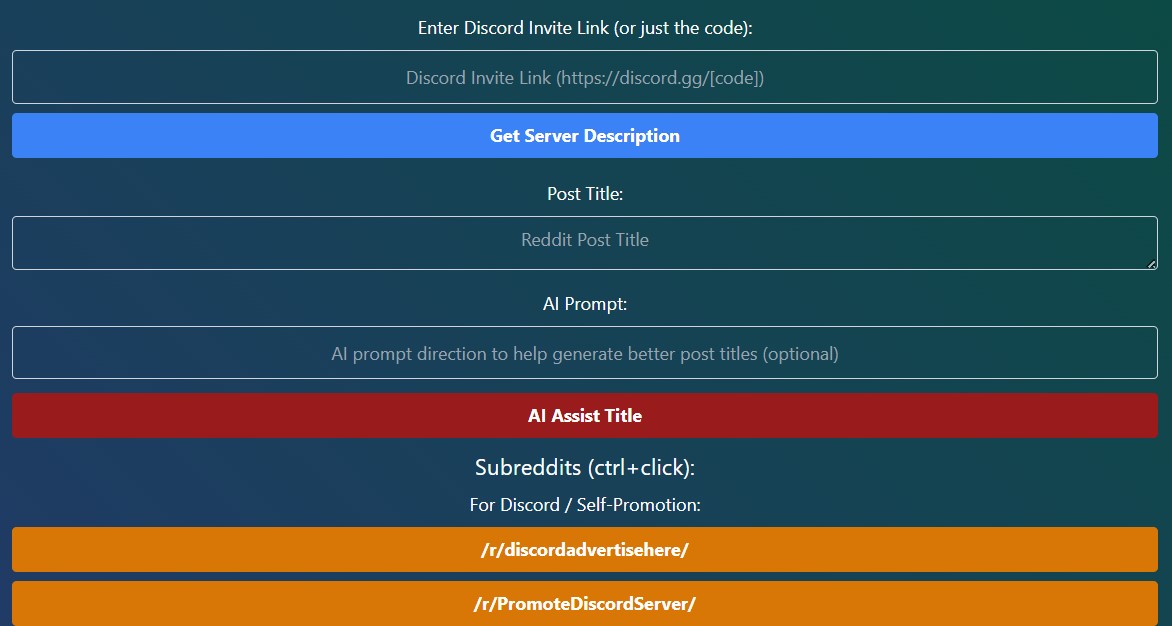 Enter Discord Invite Link (or just the code):
Discord Invite Link (https://discord.gg/[code])
Get Server Description
Post Title:
Reddit Post Title
AI Prompt:
AI prompt direction to help generate better post titles (optional)
AI Assist Title
Subreddits (ctrl+click):
For Discord / Self-Promotion:
/r/discordadvertisehere/
/r/PromoteDiscordServer/